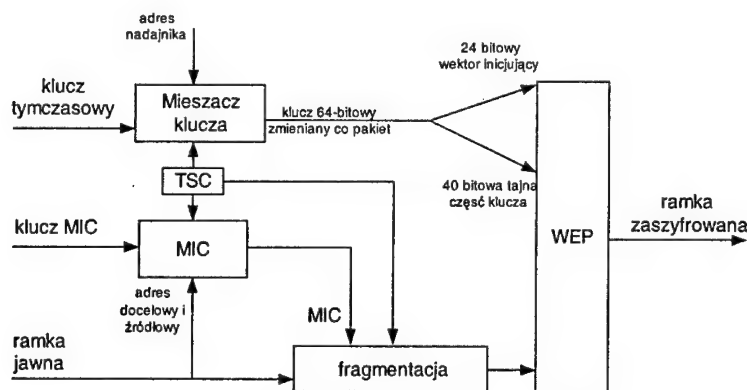 adres
nadajnika
24 bitowy
wektor inicjujący
klucz
tymczasowy
Mieszacz
klucza
klucz 64-bitowy
zmieniany co pakiet
TSC
40 bitowa tajna
część klucza
klucz MIC
MIC
WEP
ramka
zaszyfrowana
adres
docelowy i
źródłowy
MIC
ramka
jawna
fragmentacja